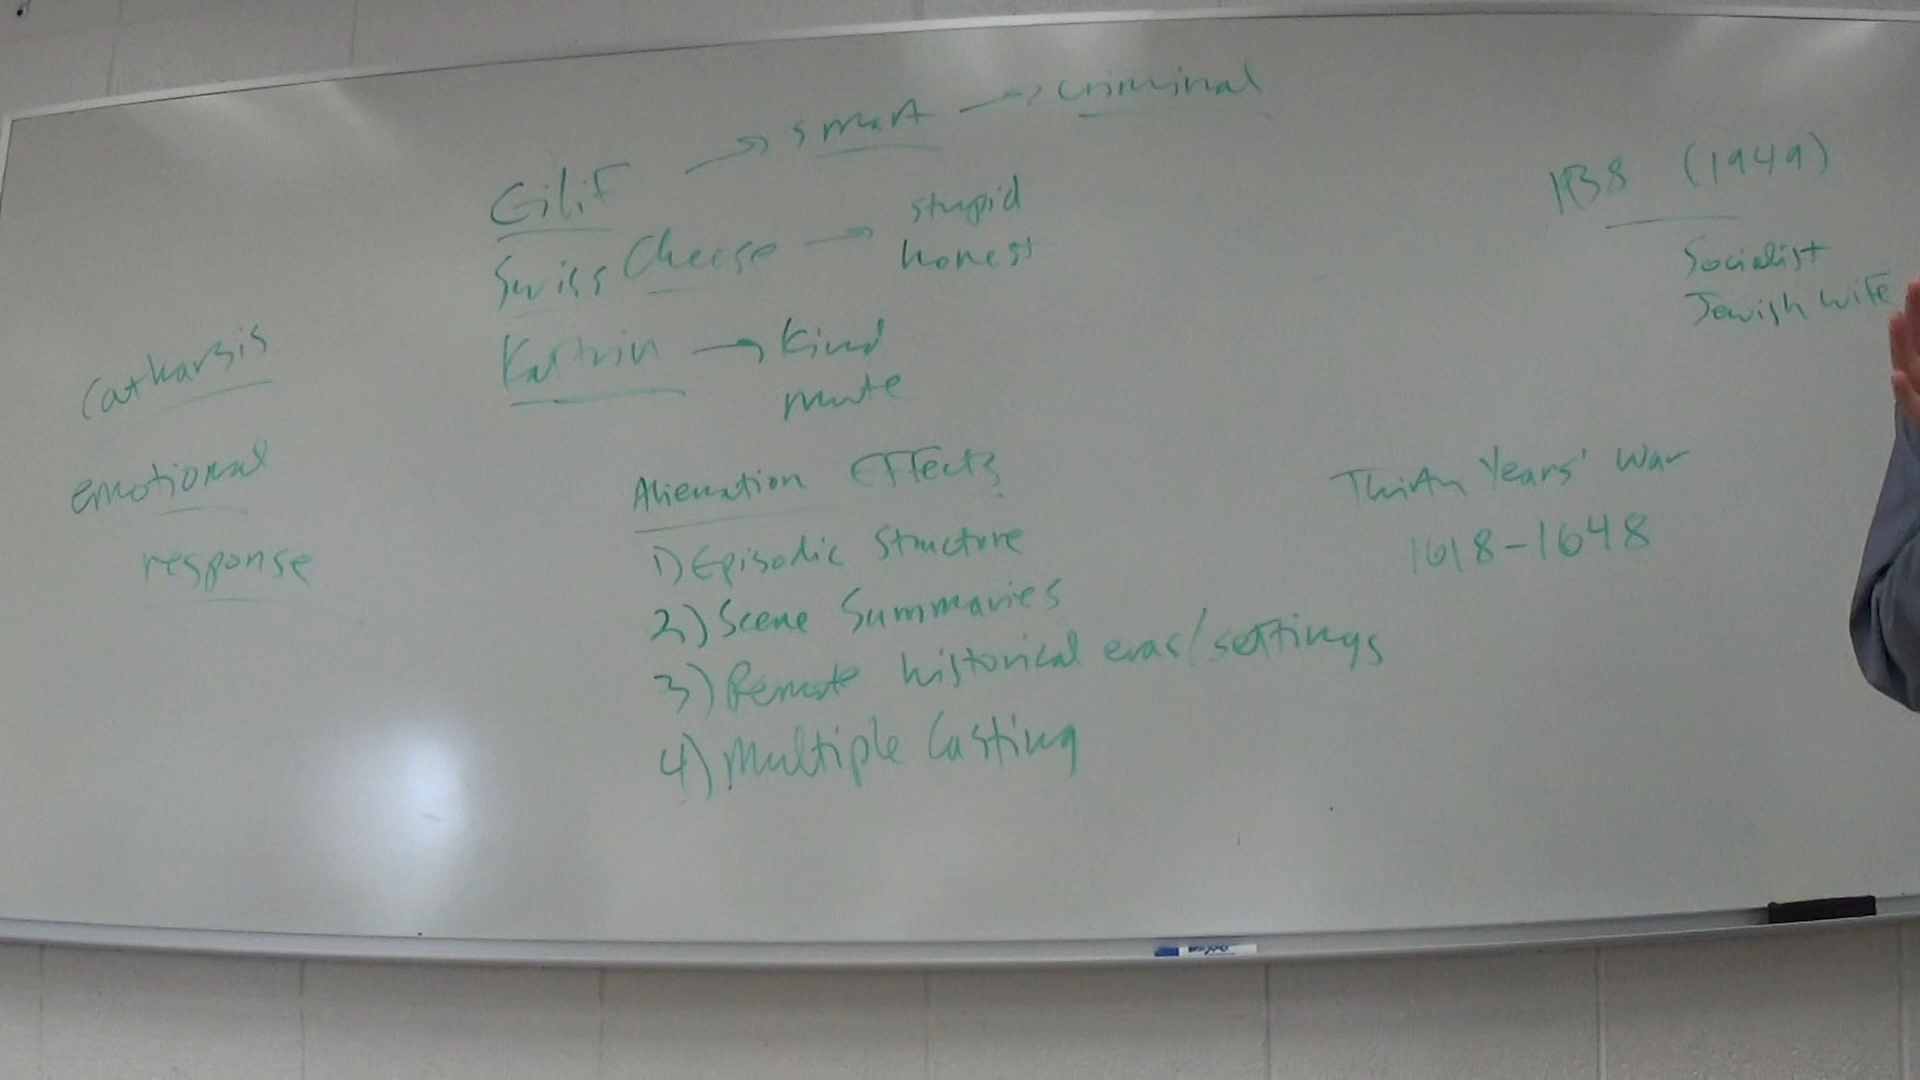 Eilif → smart → criminal
Swiss Cheese → stupid
honest
Kattrin → kind
mute
catharsis
emotional
response
Alienation Effects
1) Episodic Structure
2) Scene Summaries
3) Remote historical eras/settings
4) Multiple Casting
1938 (1949)
Socialist
Jewish wife
Thirty Years' War
1618-1648